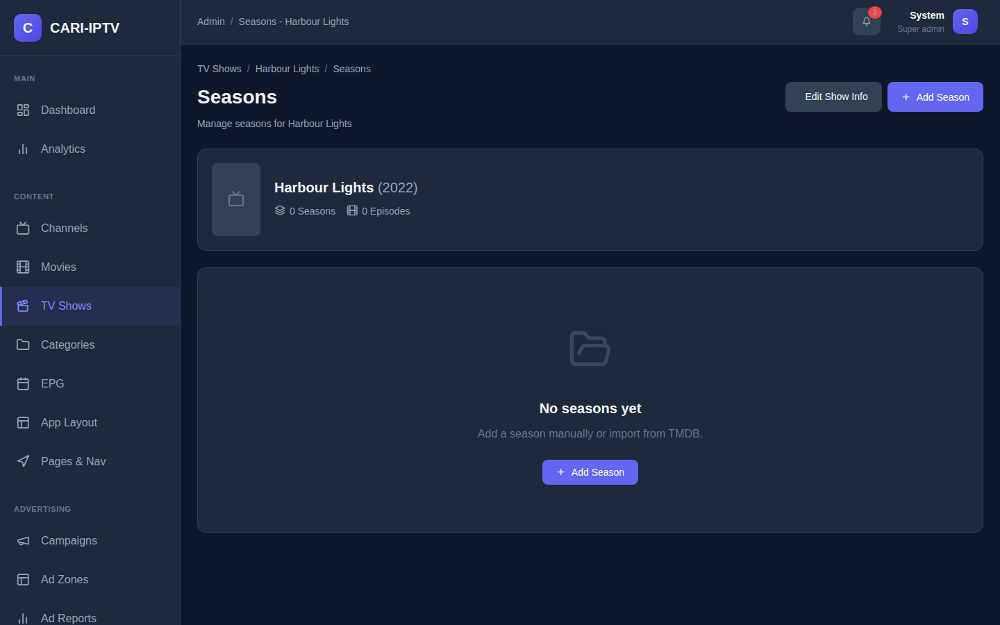 C CARI-IPTV
MAIN
Dashboard
Analytics
CONTENT
Channels
Movies
TV Shows
Categories
EPG
App Layout
Pages & Nav
ADVERTISING
Campaigns
Ad Zones
Ad Reports
Admin / Seasons - Harbour Lights
3
System
Super admin
S
TV Shows / Harbour Lights / Seasons
Seasons
Manage seasons for Harbour Lights
Edit Show Info
Add Season
Harbour Lights (2022)
0 Seasons 0 Episodes
No seasons yet
Add a season manually or import from TMDB.
Add Season